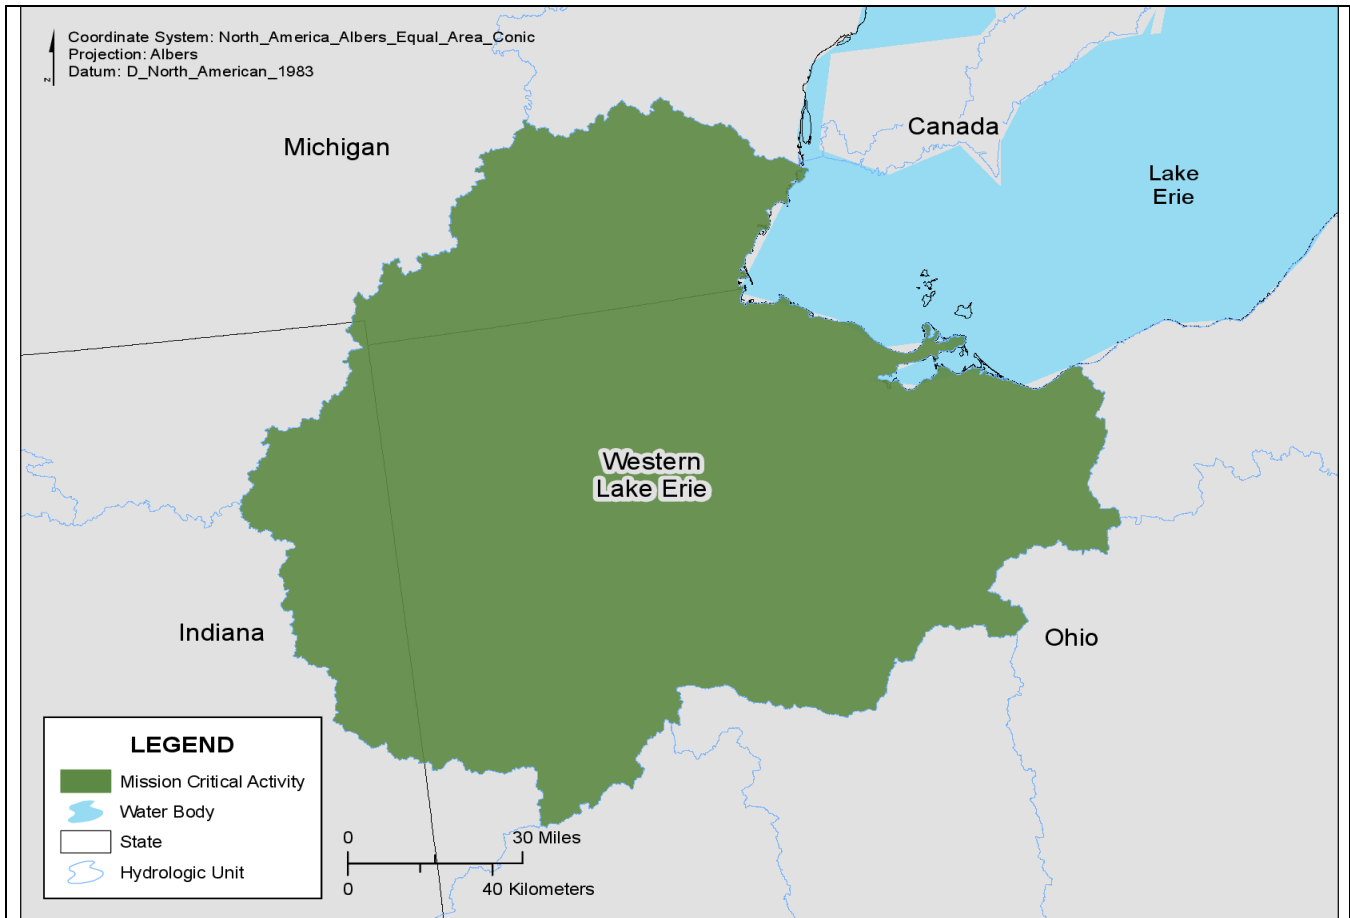 Coordinate System: North_America_Albers_Equal_Area_Conic
Projection: Albers
Datum: D_North_American_1983
z
Michigan
Canada
Lake
Erie
Western
Lake Erie
Indiana
Ohio
LEGEND
Mission Critical Activity
Water Body
State
Hydrologic Unit
0 30 Miles
0 40 Kilometers